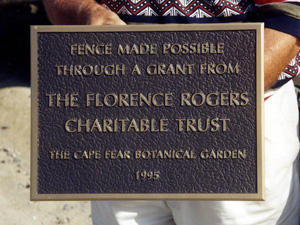 FENCE MADE POSSIBLE
THROUGH A GRANT FROM
THE FLORENCE ROGERS
CHARITABLE TRUST
THE CAPE FEAR BOTANICAL GARDEN
1995